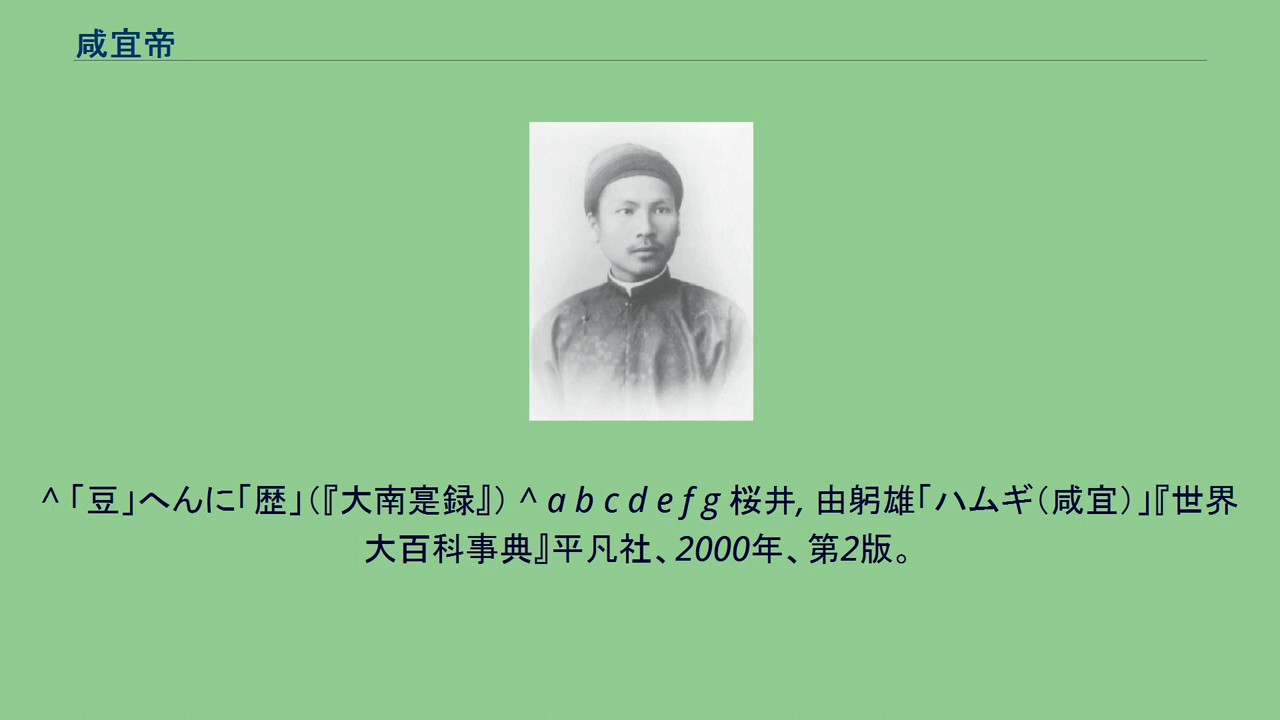 咸宜帝
^ 「豆」へんに「歴」（『大南寔録』） ^ a b c d e f g 桜井, 由躬雄「ハムギ（咸宜）」『世界
大百科事典』平凡社、2000年、第2版。